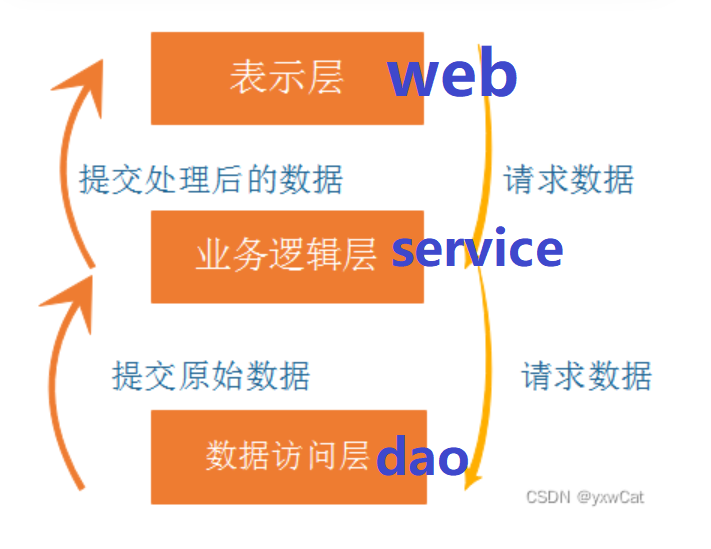 表示层 web
提交处理后的数据 请求数据
业务逻辑层 service
提交原始数据 请求数据
数据访问层 dao
CSDN @yxwCat